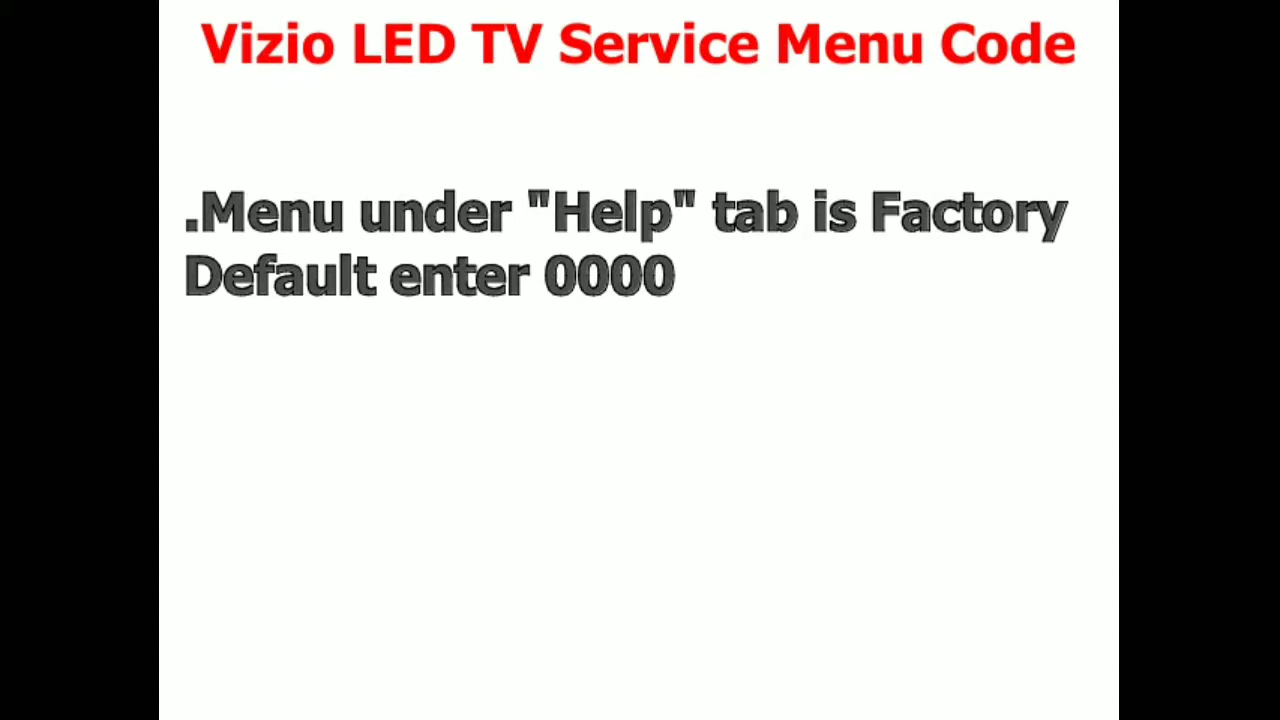 Vizio LED TV Service Menu Code
.Menu under "Help" tab is Factory
Default enter 0000